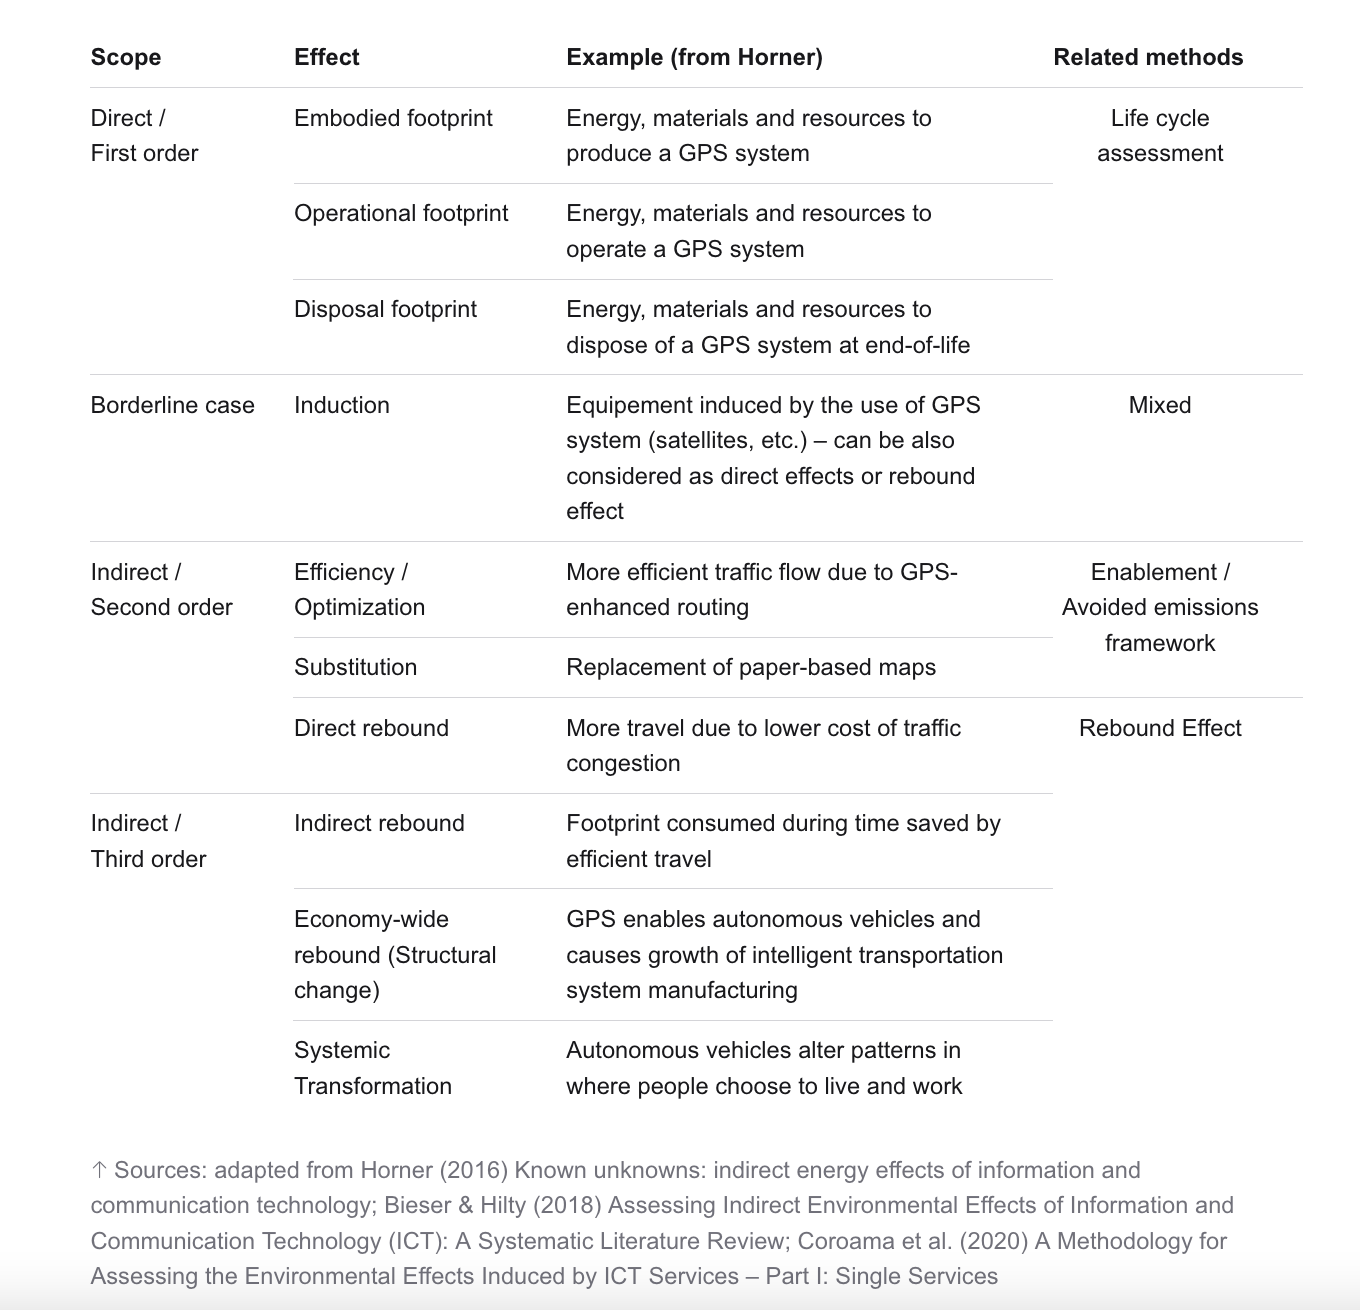 Scope Effect Example (from Horner) Related methods
Direct / Embodied footprint Energy, materials and resources to Life cycle
First order produce a GPS system assessment
Operational footprint Energy, materials and resources to
operate a GPS system
Disposal footprint Energy, materials and resources to
dispose of a GPS system at end-of-life
Borderline case Induction Equipement induced by the use of GPS Mixed
system (satellites, etc.) – can be also
considered as direct effects or rebound
effect
Indirect / Efficiency / More efficient traffic flow due to GPS- Enablement /
Second order Optimization enhanced routing Avoided emissions
framework
Substitution Replacement of paper-based maps
Direct rebound More travel due to lower cost of traffic Rebound Effect
congestion
Indirect / Indirect rebound Footprint consumed during time saved by
Third order efficient travel
Economy-wide GPS enables autonomous vehicles and
rebound (Structural causes growth of intelligent transportation
change) system manufacturing
Systemic Autonomous vehicles alter patterns in
Transformation where people choose to live and work
↑ Sources: adapted from Horner (2016) Known unknowns: indirect energy effects of information and
communication technology; Bieser & Hilty (2018) Assessing Indirect Environmental Effects of Information and
Communication Technology (ICT): A Systematic Literature Review; Coroama et al. (2020) A Methodology for
Assessing the Environmental Effects Induced by ICT Services – Part I: Single Services